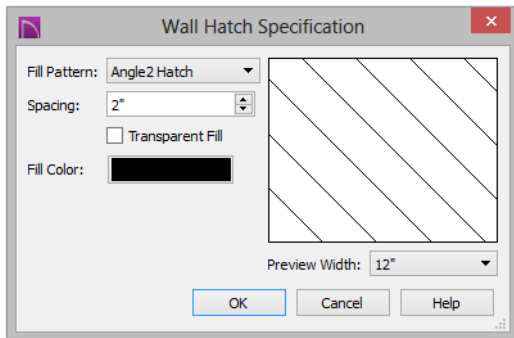 Wall Hatch Specification
Fill Pattern: Angle2 Hatch
Spacing: 2"
Transparent Fill
Fill Color:
Preview Width: 12"
OK Cancel Help